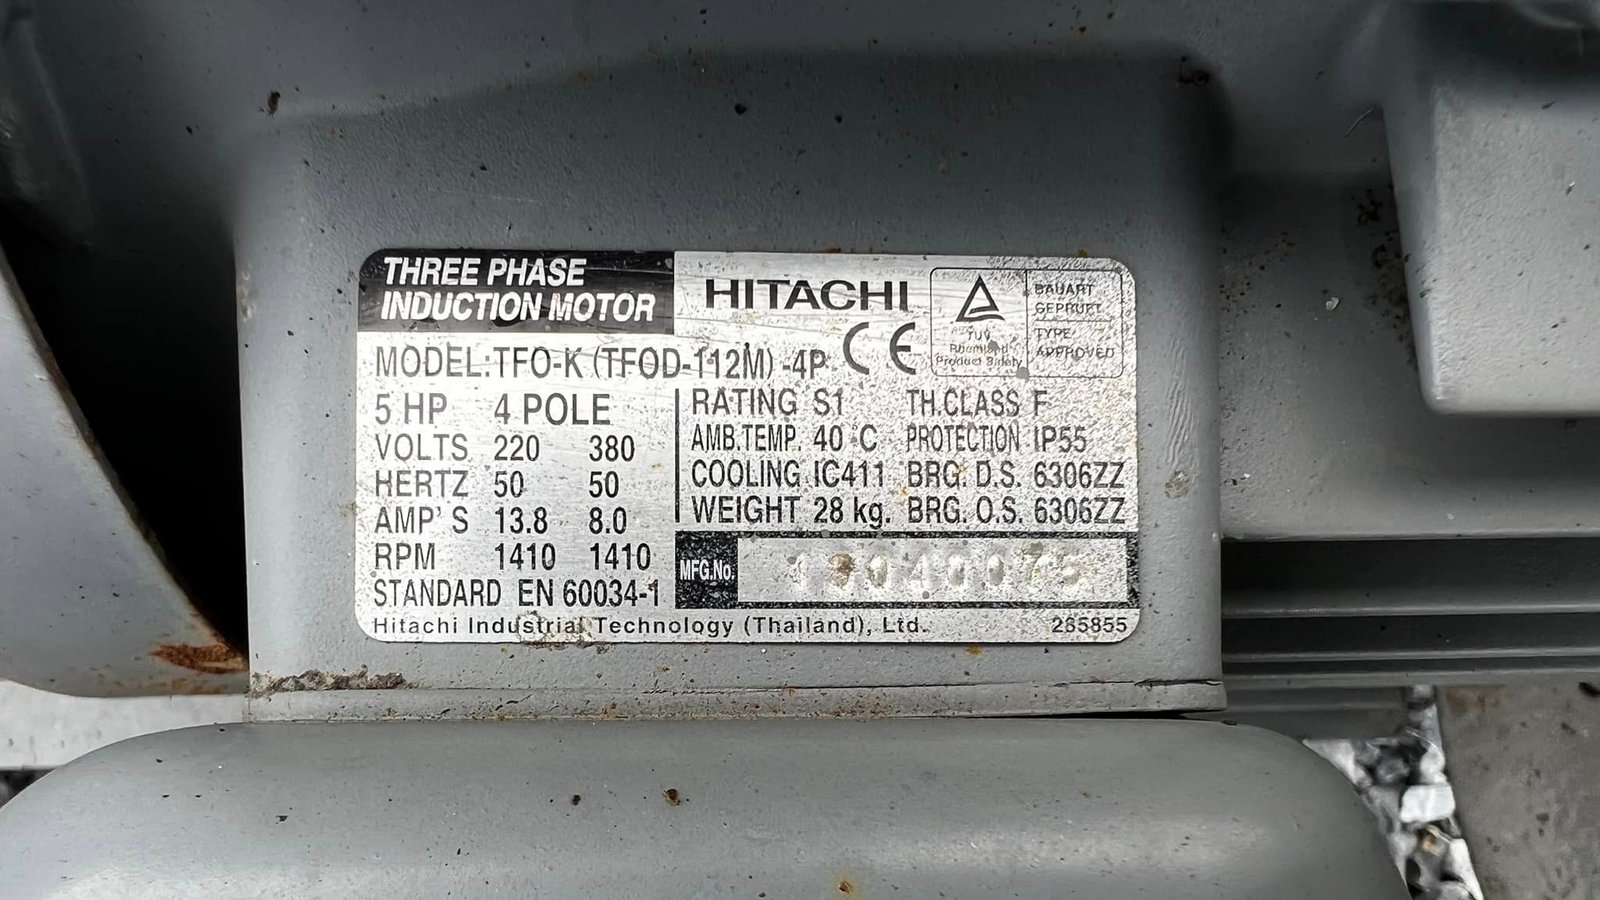 THREE PHASE
INDUCTION MOTOR
HITACHI
BAUART
GEPRÜFT
TÜV
Rheinland
Product Safety
TYPE
APPROVED
MODEL:TFO-K (TFOD-112M) -4P CE
5 HP 4 POLE
VOLTS 220 380
HERTZ 50 50
AMP'S 13.8 8.0
RPM 1410 1410
STANDARD EN 60034-1
RATING S1 TH.CLASS F
AMB.TEMP. 40 °C PROTECTION IP55
COOLING IC411 BRG. D.S. 6306ZZ
WEIGHT 28 kg. BRG. O.S. 6306ZZ
MFG.No.
Hitachi Industrial Technology (Thailand), Ltd. 285855